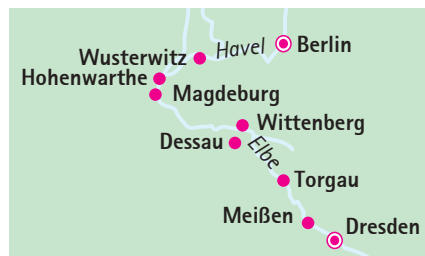 Havel
Berlin
Wusterwitz
Hohenwarthe
Magdeburg
Wittenberg
Dessau
Elbe
Torgau
Meißen
Dresden